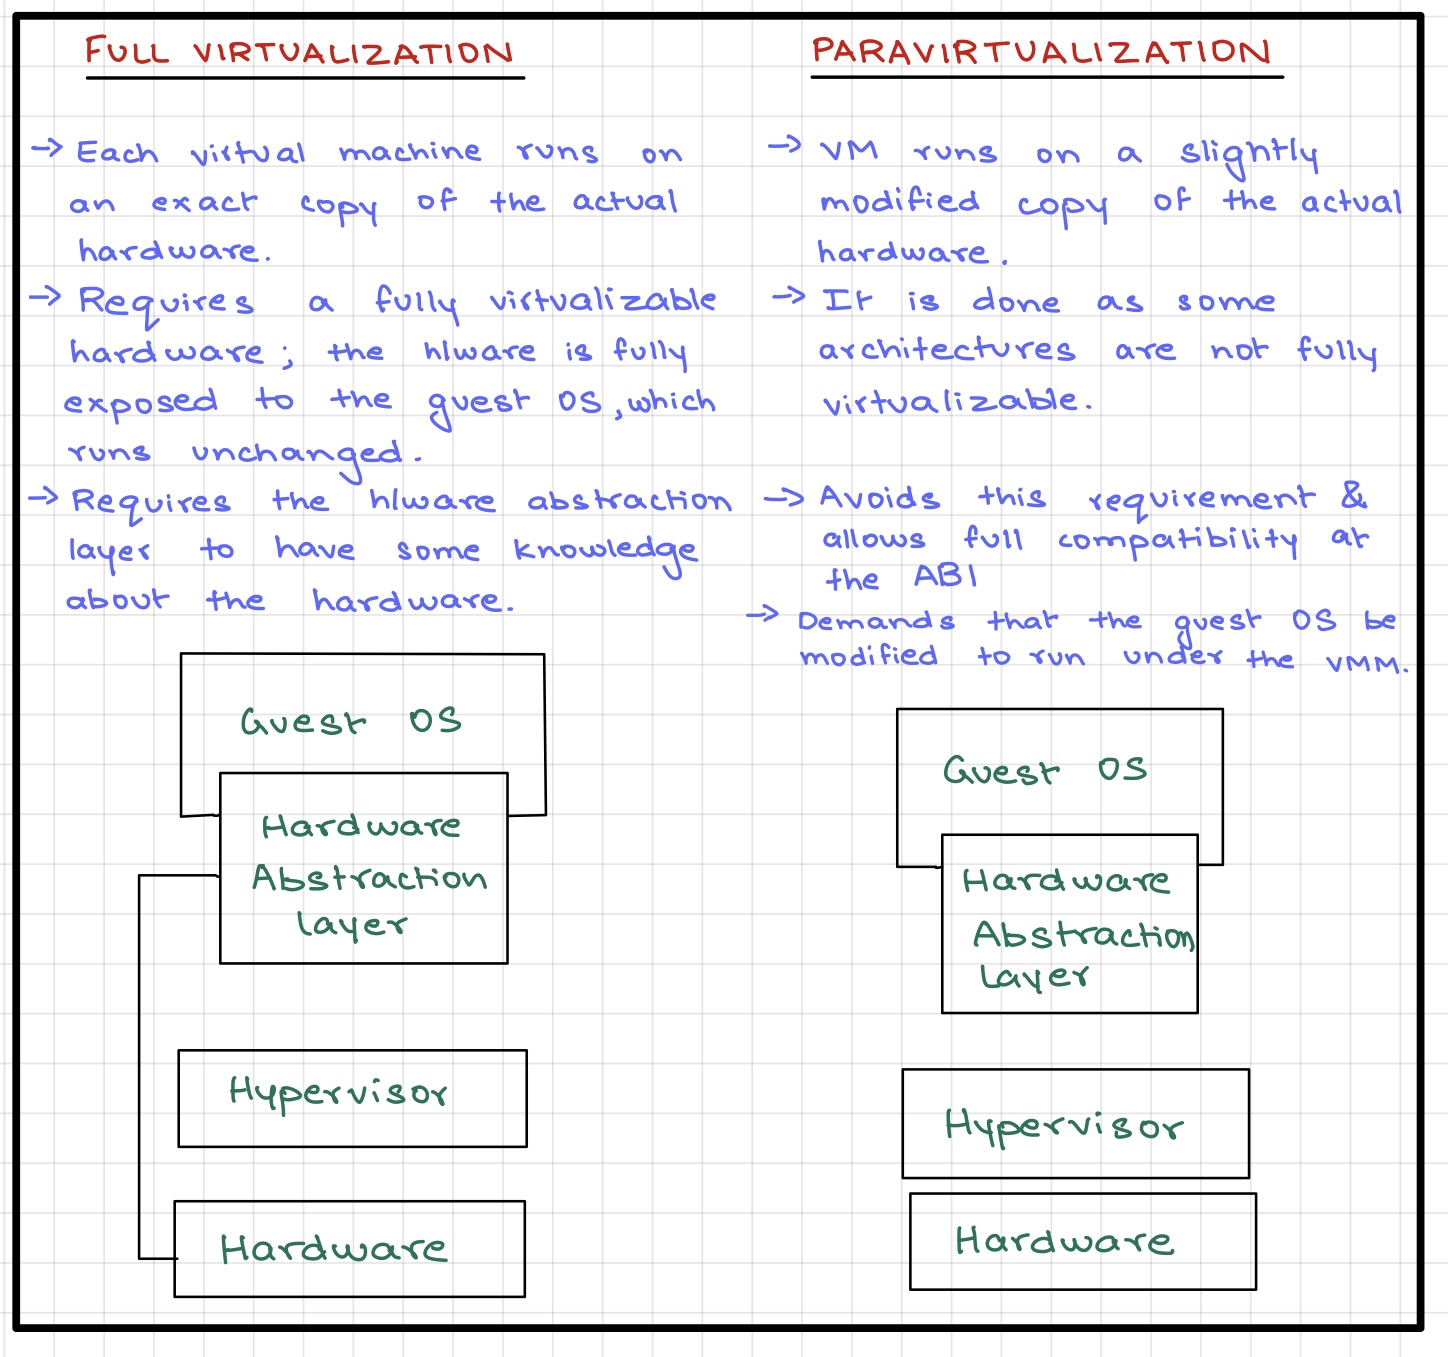 FULL VIRTUALIZATION
→ Each virtual machine runs on
an exact copy of the actual
hardware.
→ Requires a fully virtualizable
hardware; the h/ware is fully
exposed to the guest OS, which
runs unchanged.
→ Requires the h/ware abstraction
layer to have some knowledge
about the hardware.
Guest OS
Hardware
Abstraction
layer
Hypervisor
Hardware
PARAVIRTUALIZATION
→ VM runs on a slightly
modified copy of the actual
hardware.
→ It is done as some
architectures are not fully
virtualizable.
→ Avoids this requirement &
allows full compatibility at
the ABI
→ Demands that the guest OS be
modified to run under the VMM.
Guest OS
Hardware
Abstraction
Layer
Hypervisor
Hardware